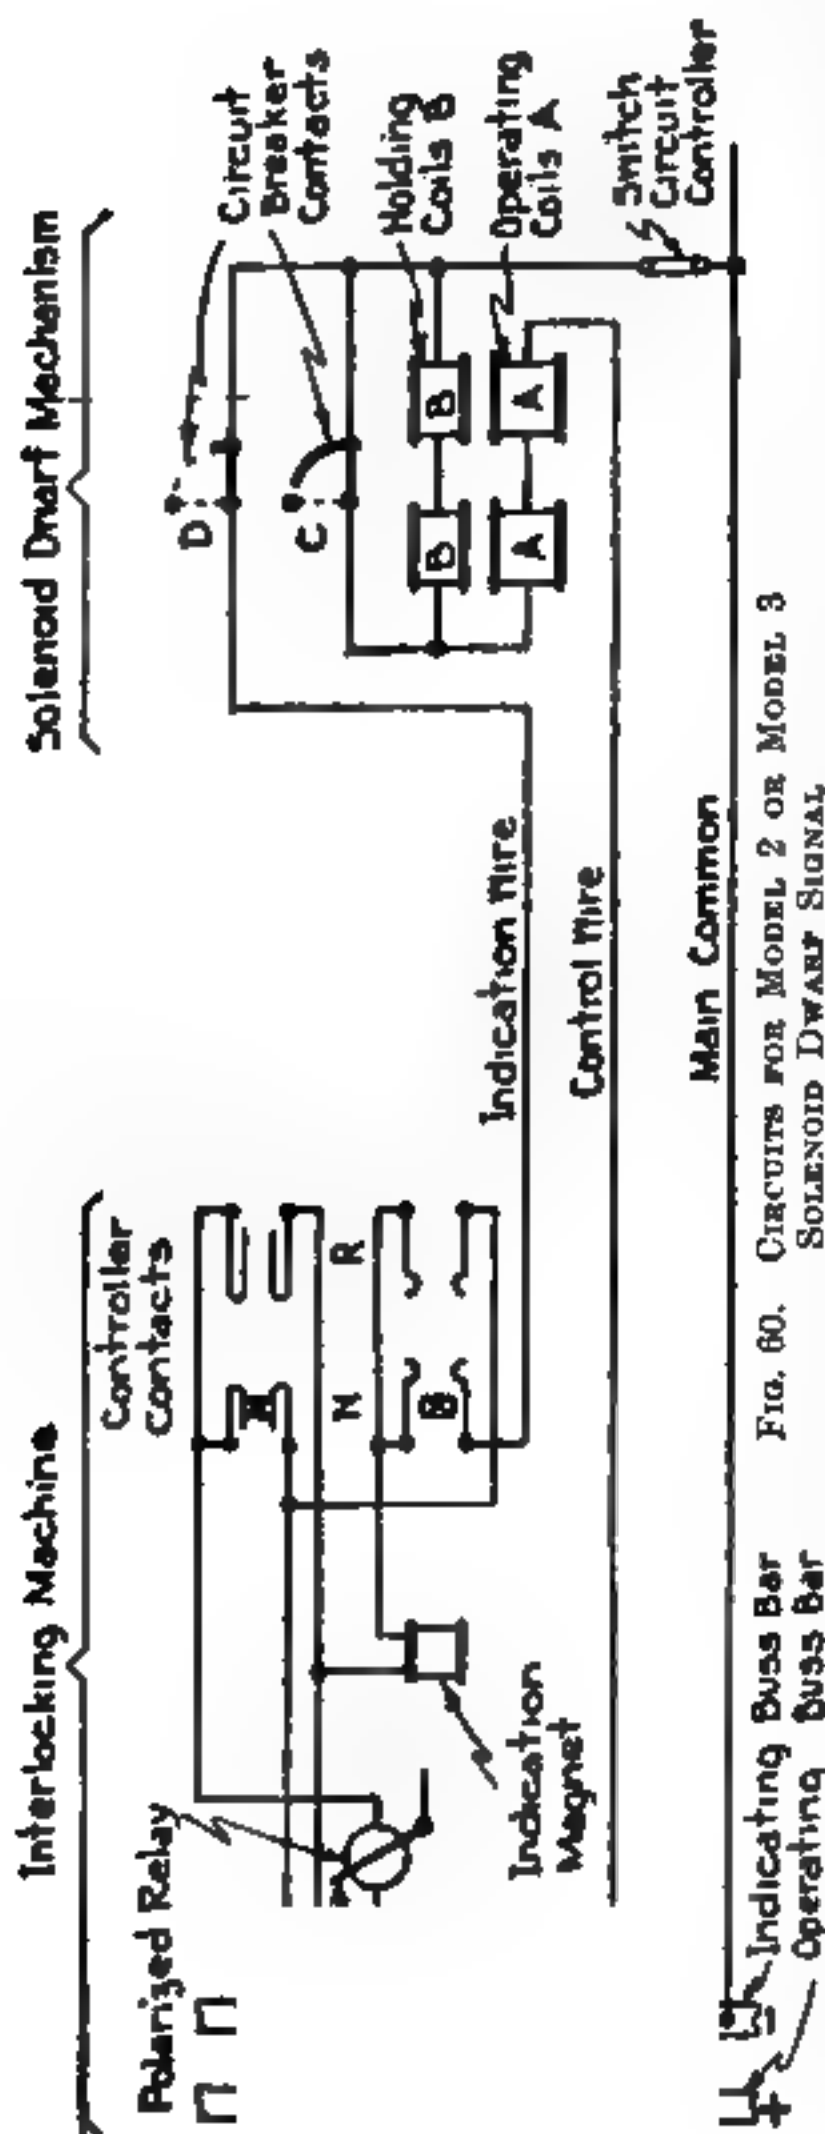 Interlocking Machine
Solenoid Dwarf Mechanism
Polarized Relay
Controller
Contacts
Circuit
Breaker
Contacts
D
C
Holding
Coils B
Operating
Coils A
B
B
A
A
Switch
Circuit
Controller
N
R
Indication
Magnet
Indication Wire
Control Wire
Main Common
Indicating Buss Bar
Operating Buss Bar
+
-
FIG. 60. CIRCUITS FOR MODEL 2 OR MODEL 3
SOLENOID DWARF SIGNAL